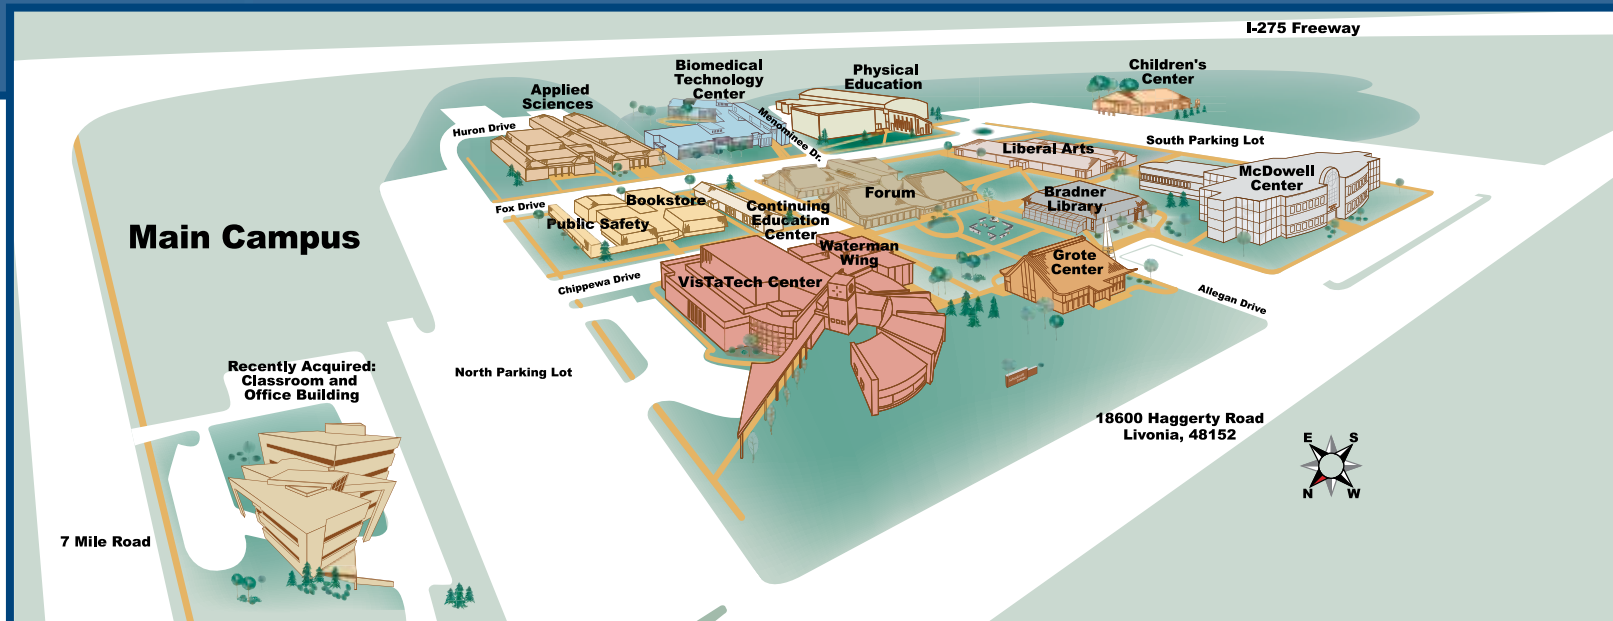 I-275 Freeway
Biomedical
Technology
Center
Physical
Education
Children's
Center
Applied
Sciences
Menominee Dr.
Huron Drive
South Parking Lot
Liberal Arts
McDowell
Center
Forum
Bradner
Library
Bookstore
Fox Drive
Public Safety
Continuing
Education
Center
Main Campus
Waterman
Wing
Grote
Center
VisTaTech Center
Chippewa Drive
Allegan Drive
Recently Acquired:
Classroom and
Office Building
North Parking Lot
18600 Haggerty Road
Livonia, 48152
E S
N W
7 Mile Road